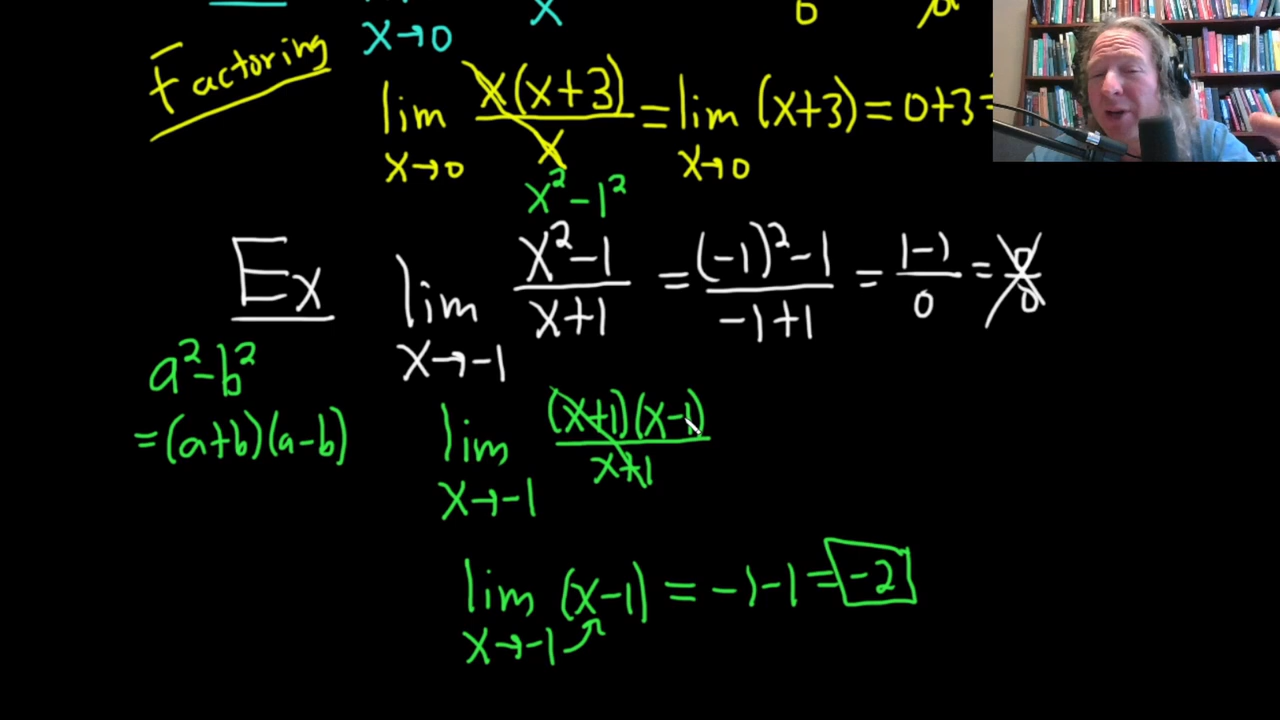 x→0 x 0
Factoring
lim x(x+3)/x = lim (x+3) = 0+3=
x→0 x→0
x²-1²
Ex lim x²-1/x+1 = (-1)²-1/-1+1 = 1-1/0 = 0/0
x→-1
a²-b²
=(a+b)(a-b)
lim (x+1)(x-1)/x+1
x→-1
lim (x-1) = -1-1 = -2
x→-1